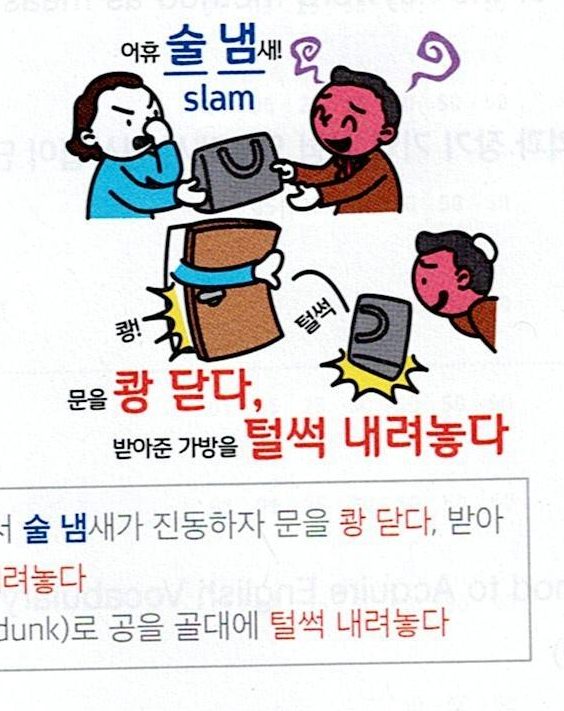 어휴 술 냄새!
slam
쾅!
털썩
문을 쾅 닫다,
받아준 가방을 털썩 내려놓다
서 술 냄새가 진동하자 문을 쾅 닫다, 받아
려놓다
dunk)로 공을 골대에 털썩 내려놓다